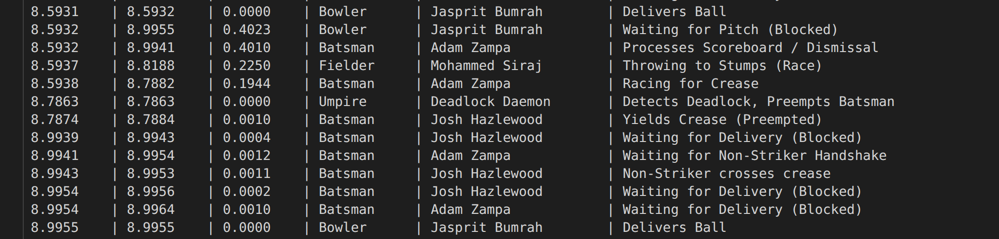 8.5931 | 8.5932 | 0.0000 | Bowler | Jasprit Bumrah | Delivers Ball
8.5932 | 8.9955 | 0.4023 | Bowler | Jasprit Bumrah | Waiting for Pitch (Blocked)
8.5932 | 8.9941 | 0.4010 | Batsman | Adam Zampa | Processes Scoreboard / Dismissal
8.5937 | 8.8188 | 0.2250 | Fielder | Mohammed Siraj | Throwing to Stumps (Race)
8.5938 | 8.7882 | 0.1944 | Batsman | Adam Zampa | Racing for Crease
8.7863 | 8.7863 | 0.0000 | Umpire | Deadlock Daemon | Detects Deadlock, Preempts Batsman
8.7874 | 8.7884 | 0.0010 | Batsman | Josh Hazlewood | Yields Crease (Preempted)
8.9939 | 8.9943 | 0.0004 | Batsman | Josh Hazlewood | Waiting for Delivery (Blocked)
8.9941 | 8.9954 | 0.0012 | Batsman | Adam Zampa | Waiting for Non-Striker Handshake
8.9943 | 8.9953 | 0.0011 | Batsman | Josh Hazlewood | Non-Striker crosses crease
8.9954 | 8.9956 | 0.0002 | Batsman | Josh Hazlewood | Waiting for Delivery (Blocked)
8.9954 | 8.9964 | 0.0010 | Batsman | Adam Zampa | Waiting for Delivery (Blocked)
8.9955 | 8.9955 | 0.0000 | Bowler | Jasprit Bumrah | Delivers Ball